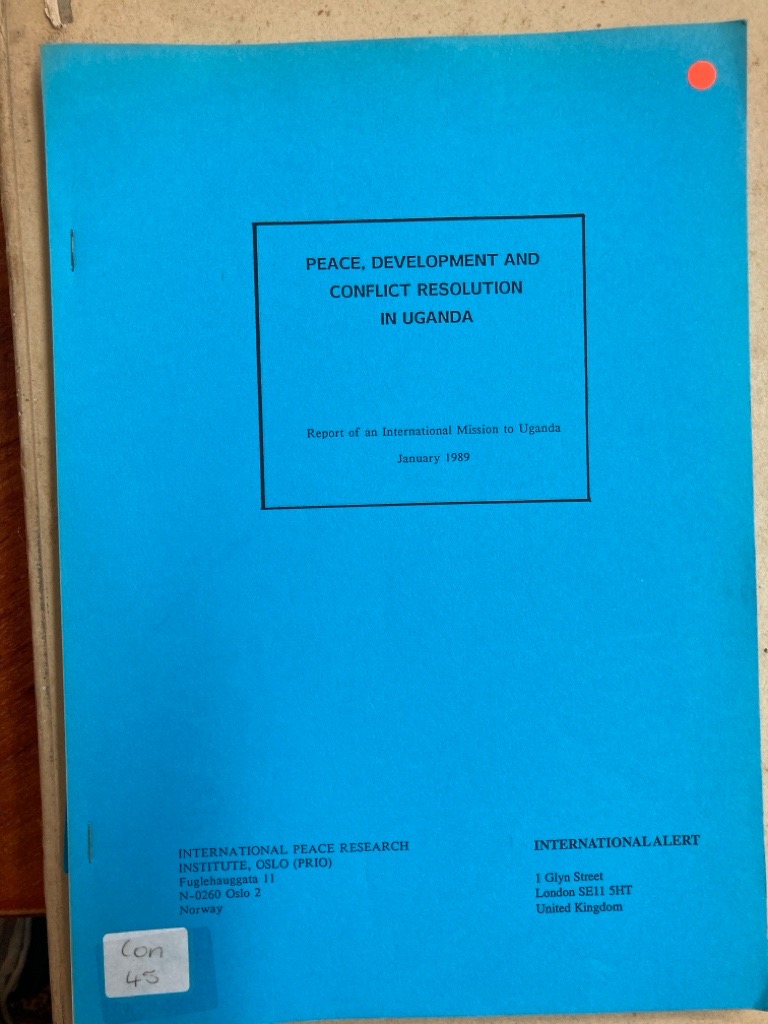 PEACE, DEVELOPMENT AND
CONFLICT RESOLUTION
IN UGANDA
Report of an International Mission to Uganda
January 1989
INTERNATIONAL PEACE RESEARCH
INSTITUTE, OSLO (PRIO)
Fuglehauggata 11
N-0260 Oslo 2
Norway
INTERNATIONAL ALERT
1 Glyn Street
London SE11 5HT
United Kingdom
Con
45